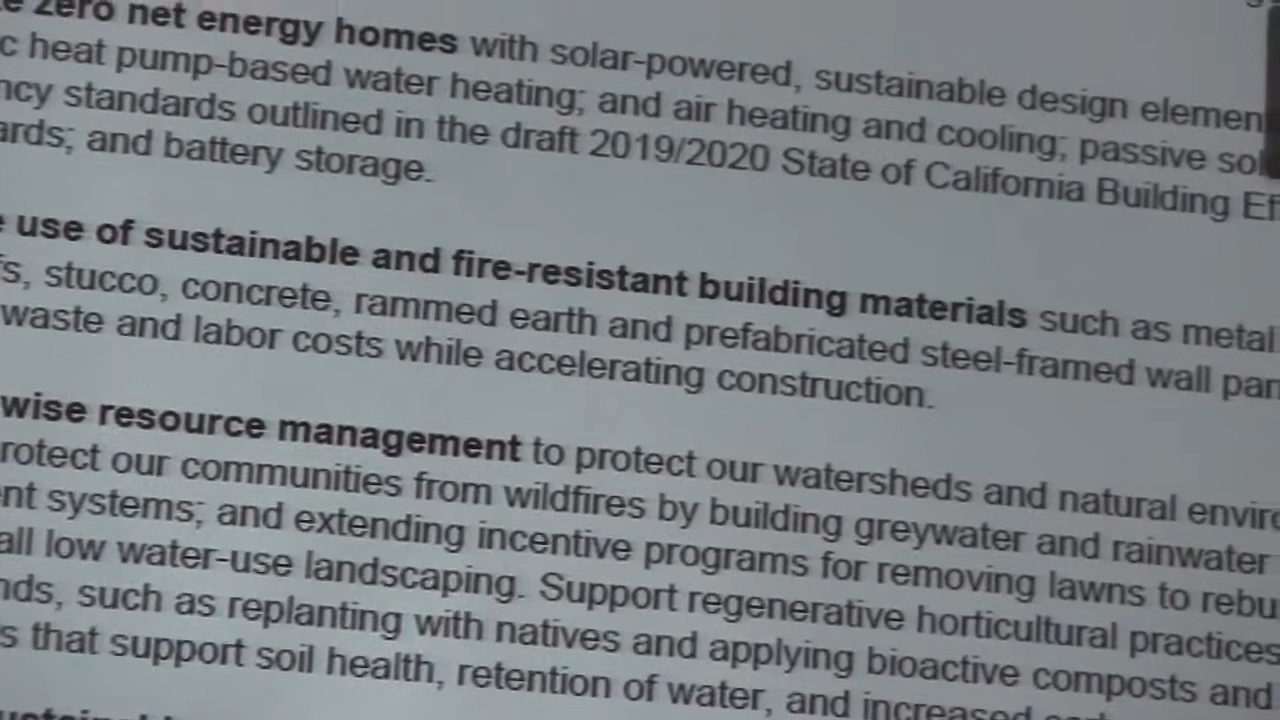 zero net energy homes with solar-powered, sustainable design elemen
c heat pump-based water heating; and air heating and cooling; passive sol
ncy standards outlined in the draft 2019/2020 State of California Building Ef
ards; and battery storage.
use of sustainable and fire-resistant building materials such as metal
fs, stucco, concrete, rammed earth and prefabricated steel-framed wall pan
waste and labor costs while accelerating construction.
wise resource management to protect our watersheds and natural enviro
rotect our communities from wildfires by building greywater and rainwater
nt systems; and extending incentive programs for removing lawns to rebu
all low water-use landscaping. Support regenerative horticultural practices
nds, such as replanting with natives and applying bioactive composts and
s that support soil health, retention of water, and increased